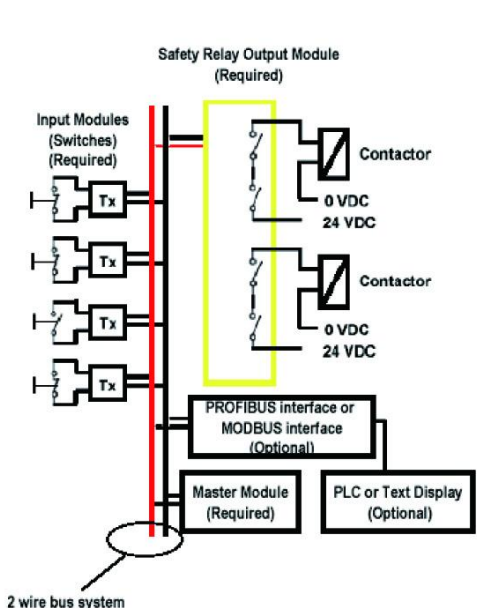 Safety Relay Output Module
(Required)
Input Modules
(Switches)
(Required)
Contactor
Tx
0 VDC
24 VDC
Tx
Contactor
Tx
0 VDC
24 VDC
Tx
PROFIBUS interface or
MODBUS interface
(Optional)
Master Module
(Required)
PLC or Text Display
(Optional)
2 wire bus system